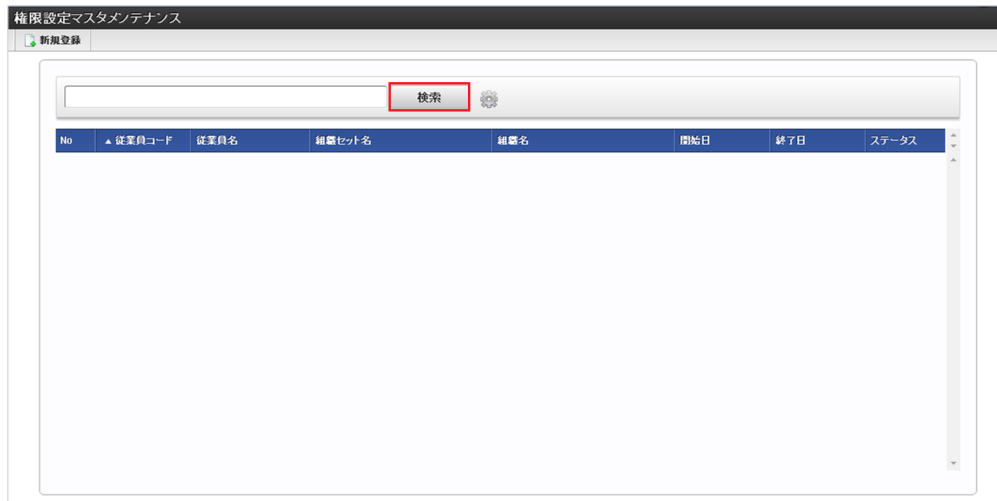 権限設定マスタメンテナンス
新規登録
検索
No ▲ 従業員コード 従業員名 組織セット名 組織名 開始日 終了日 ステータス